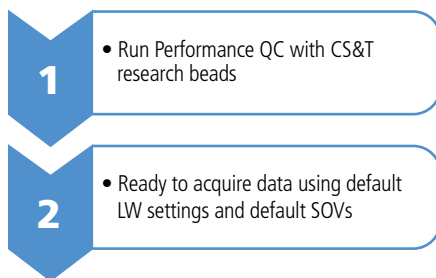 1
• Run Performance QC with CS&T
research beads
2
• Ready to acquire data using default
LW settings and default SOVs